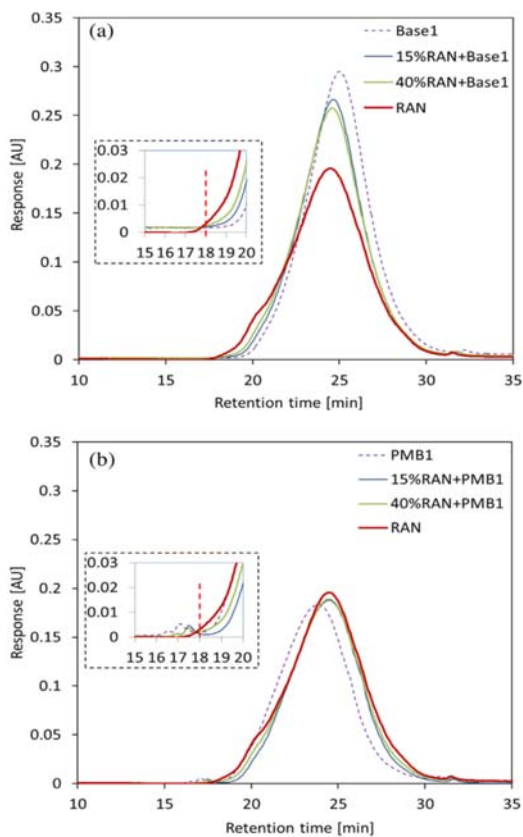 (a)
Base1
15%RAN+Base1
40%RAN+Base1
RAN
Response [AU]
0.35
0.3
0.25
0.2
0.15
0.1
0.05
0
0.03
0.02
0.01
0
15 16 17 18 19 20
10 15 20 25 30 35
Retention time [min]
(b)
PMB1
15%RAN+PMB1
40%RAN+PMB1
RAN
Response [AU]
0.35
0.3
0.25
0.2
0.15
0.1
0.05
0
0.03
0.02
0.01
0
15 16 17 18 19 20
10 15 20 25 30 35
Retention time [min]